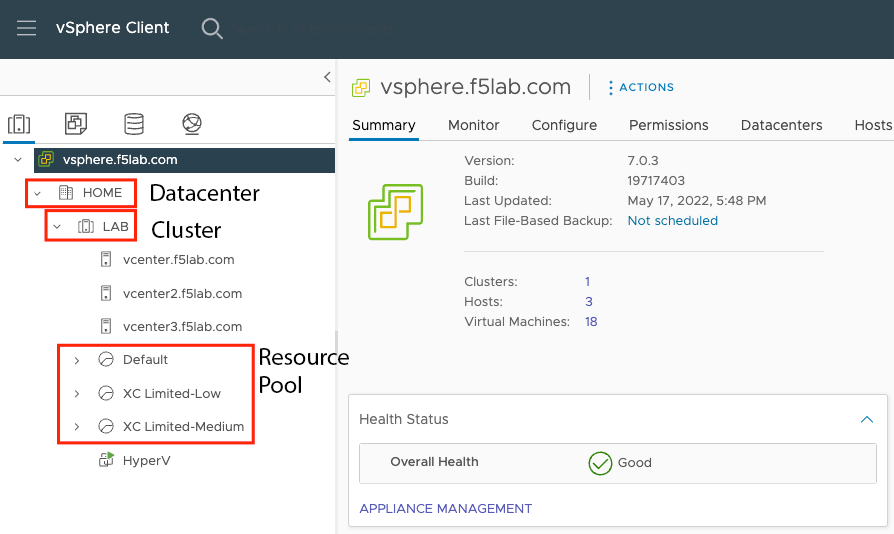 vSphere Client
vsphere.f5lab.com
ACTIONS
Summary Monitor Configure Permissions Datacenters Hosts
vsphere.f5lab.com
HOME Datacenter
LAB Cluster
vcenter.f5lab.com
vcenter2.f5lab.com
vcenter3.f5lab.com
Default
XC Limited-Low
XC Limited-Medium
Resource
Pool
HyperV
Version: 7.0.3
Build: 19717403
Last Updated: May 17, 2022, 5:48 PM
Last File-Based Backup: Not scheduled
Clusters: 1
Hosts: 3
Virtual Machines: 18
Health Status
Overall Health Good
APPLIANCE MANAGEMENT